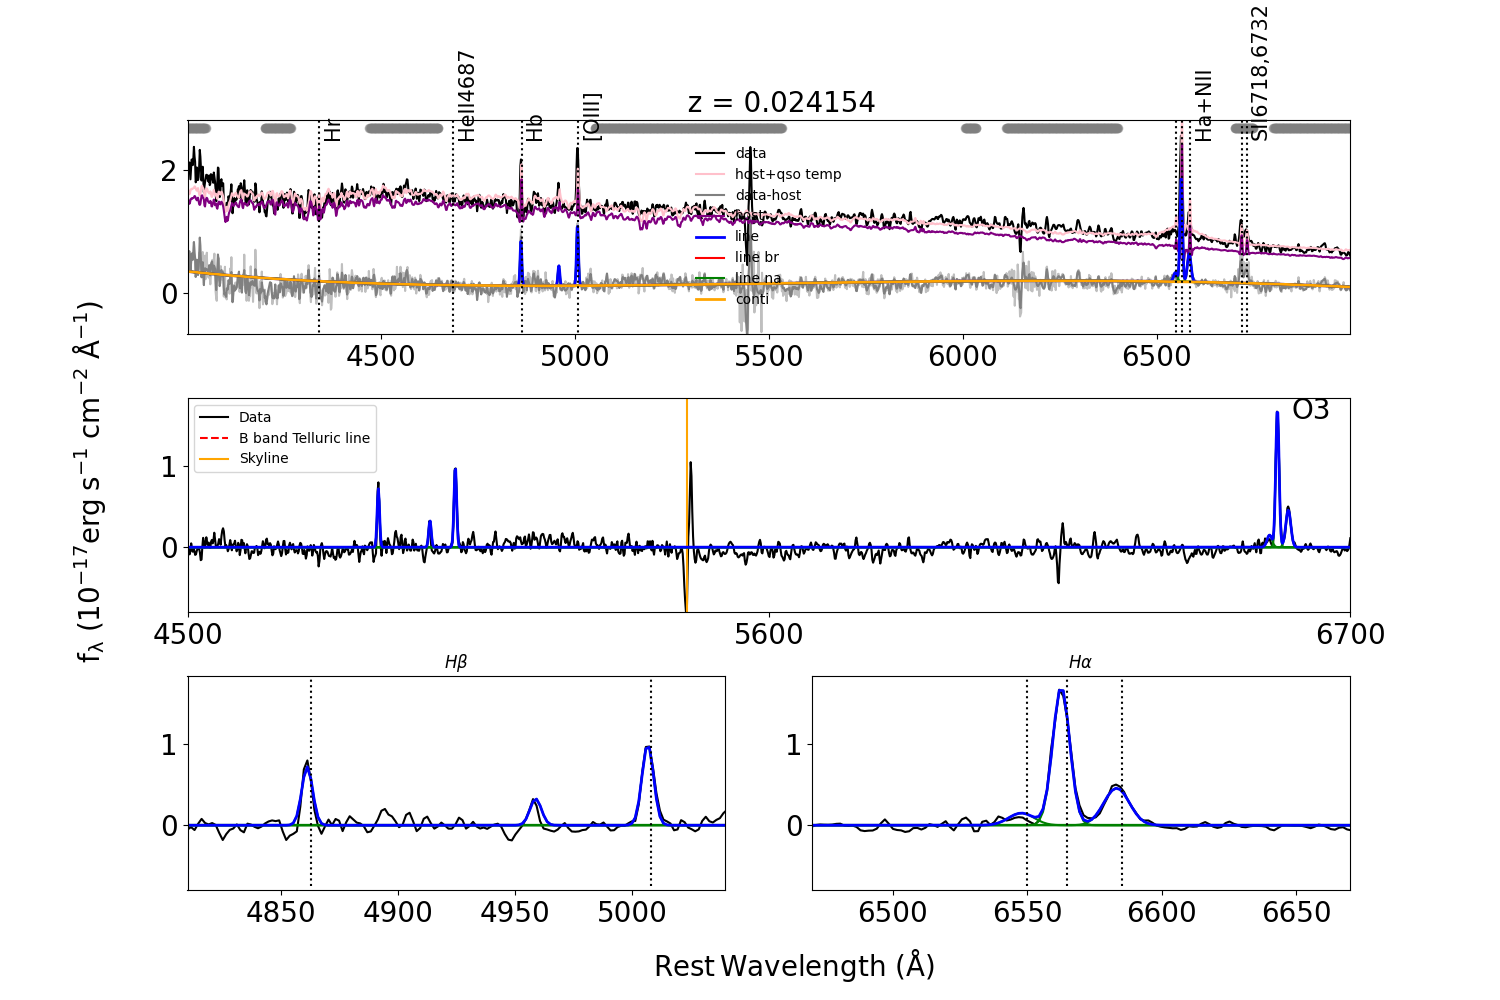 z = 0.024154
Hr
HeII4687
Hb
[OIII]
Ha+NII
SII6718,6732
data
host+qso temp
data-host
host
line
line br
line na
conti
2
0
4500
5000
5500
6000
6500
Data
B band Telluric line
Skyline
O3
1
0
4500
5600
6700
fλ (10⁻¹⁷erg s⁻¹ cm⁻² Å⁻¹)
Hβ
1
0
4850
4900
4950
5000
Hα
1
0
6500
6550
6600
6650
Rest Wavelength (Å)